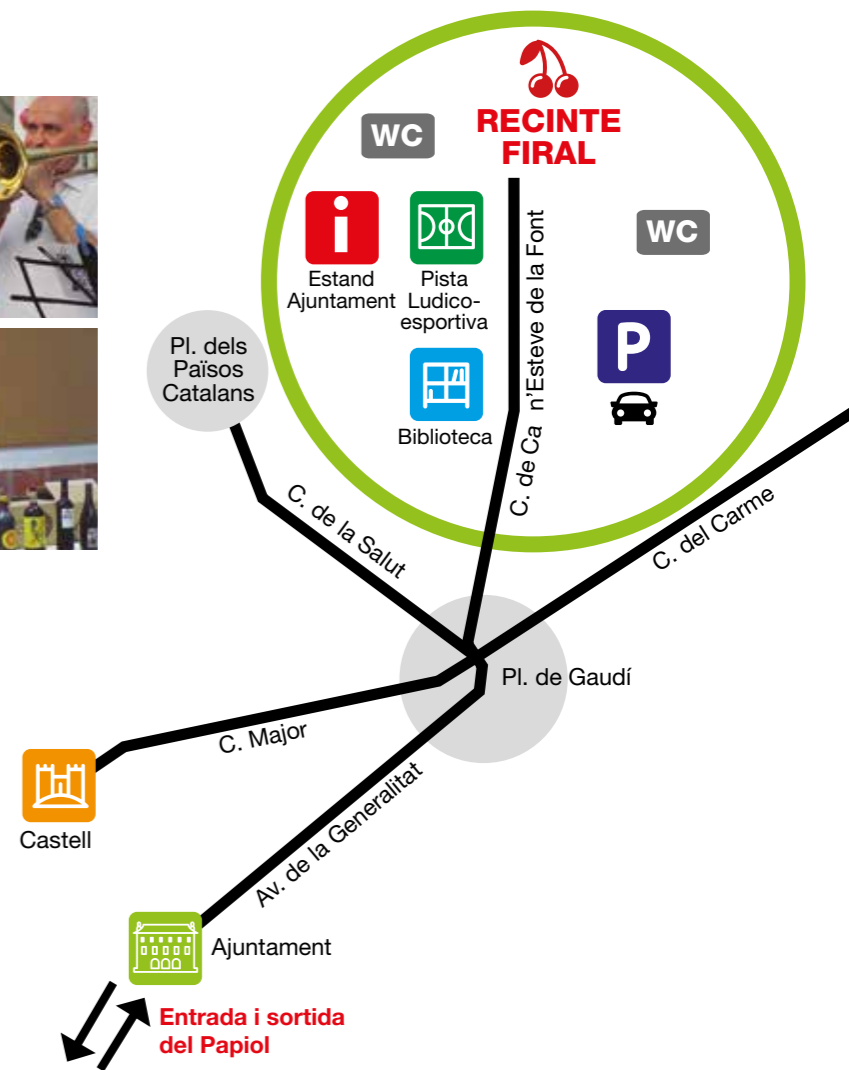 RECINTE
FIRAL
WC
WC
i
Estand
Ajuntament
Pista
Ludico-
esportiva
P
Biblioteca
Pl. dels
Països
Catalans
C. de Ca n'Esteve de la Font
C. de la Salut
C. del Carme
Pl. de Gaudí
C. Major
Av. de la Generalitat
Castell
Ajuntament
Entrada i sortida
del Papiol